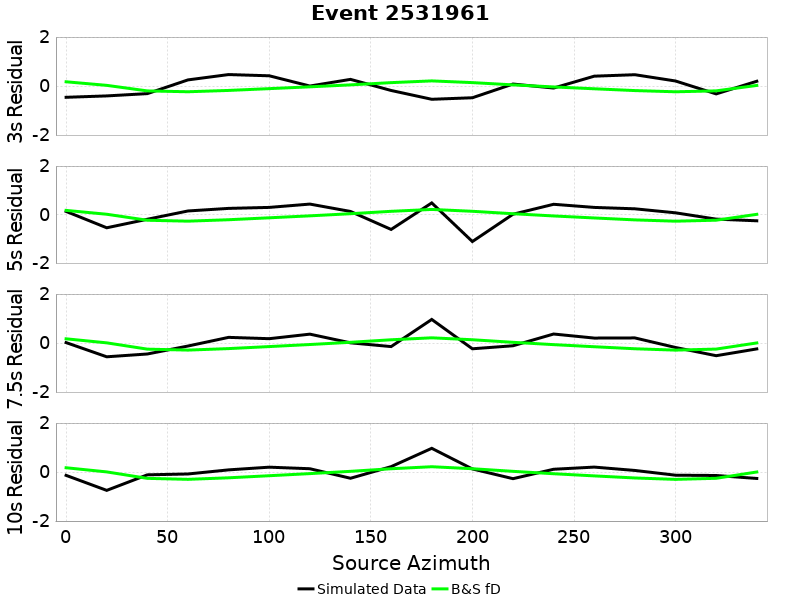 Event 2531961
3s Residual
2
0
-2
5s Residual
2
0
-2
7.5s Residual
2
0
-2
10s Residual
2
0
-2
0 50 100 150 200 250 300
Source Azimuth
Simulated Data B&S fD